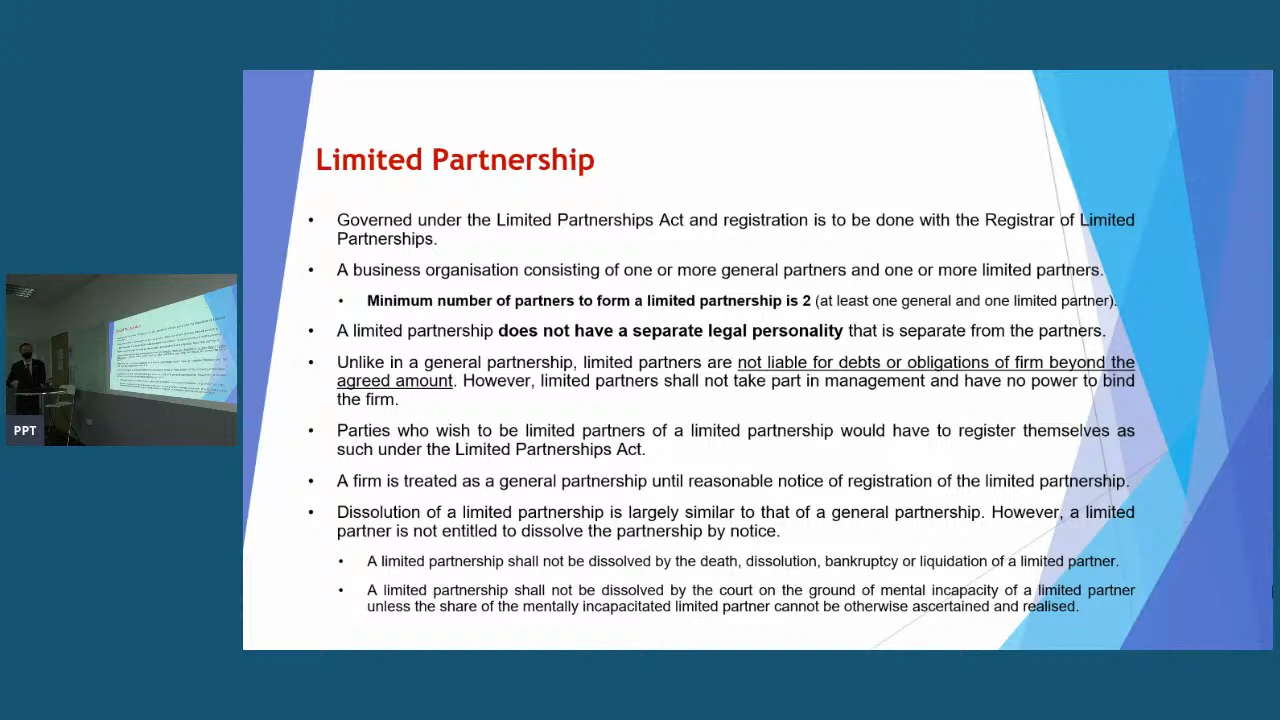 Limited Partnership
• Governed under the Limited Partnerships Act and registration is to be done with the Registrar of Limited
Partnerships.
• A business organisation consisting of one or more general partners and one or more limited partners.
• Minimum number of partners to form a limited partnership is 2 (at least one general and one limited partner).
• A limited partnership does not have a separate legal personality that is separate from the partners.
• Unlike in a general partnership, limited partners are not liable for debts or obligations of firm beyond the
agreed amount. However, limited partners shall not take part in management and have no power to bind
the firm.
• Parties who wish to be limited partners of a limited partnership would have to register themselves as
such under the Limited Partnerships Act.
• A firm is treated as a general partnership until reasonable notice of registration of the limited partnership.
• Dissolution of a limited partnership is largely similar to that of a general partnership. However, a limited
partner is not entitled to dissolve the partnership by notice.
• A limited partnership shall not be dissolved by the death, dissolution, bankruptcy or liquidation of a limited partner.
• A limited partnership shall not be dissolved by the court on the ground of mental incapacity of a limited partner
unless the share of the mentally incapacitated limited partner cannot be otherwise ascertained and realised.
PPT